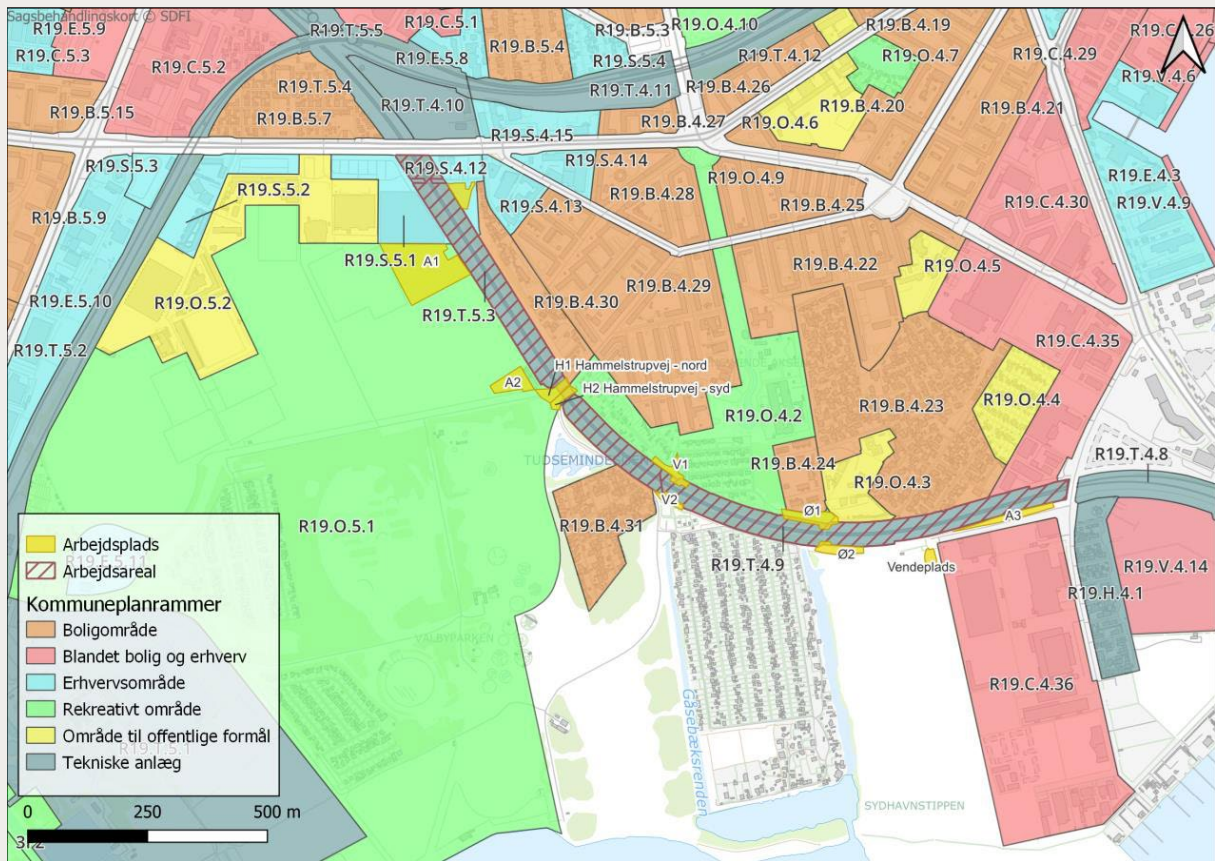 Sagsbehandlingskort © SDFI
R19.E.5.9
R19.C.5.3
R19.C.5.2
R19.T.5.5
R19.C.5.1
R19.E.5.8
R19.B.5.4
R19.B.5.3
R19.S.5.4
R19.O.4.10
R19.T.4.12
R19.B.4.19
R19.O.4.7
R19.C.4.29
R19.V.4.6
R19.B.5.15
R19.T.5.4
R19.B.5.7
R19.T.4.10
R19.T.4.11
R19.B.4.26
R19.B.4.27
R19.O.4.6
R19.B.4.20
R19.B.4.21
R19.S.4.15
R19.S.5.3
R19.S.4.12
R19.S.4.14
R19.O.4.9
R19.E.4.3
R19.V.4.9
R19.S.5.2
R19.B.5.9
R19.S.4.13
R19.B.4.28
R19.B.4.25
R19.C.4.30
R19.S.5.1
A1
R19.B.4.22
R19.O.4.5
R19.E.5.10
R19.O.5.2
R19.T.5.3
R19.B.4.30
R19.B.4.29
R19.T.5.2
R19.C.4.35
H1 Hammelstrupvej - nord
A2
H2 Hammelstrupvej - syd
R19.O.4.2
R19.B.4.23
R19.O.4.4
R19.B.4.24
V1
R19.T.4.8
R19.O.4.3
V2
Ø1
A3
R19.O.5.1
R19.B.4.31
Ø2
R19.T.4.9
Vendeplads
R19.V.4.14
R19.H.4.1
VALBYPARKEN
R19.C.4.36
Gåsebæksrenden
SYDHAVNSTIPPEN
Arbejdsplads
Arbejdsareal
Kommuneplanrammer
Boligområde
Blandet bolig og erhverv
Erhvervsområde
Rekreativt område
Område til offentlige formål
Tekniske anlæg
R19.E.5.11
R19.T.5.1
0 250 500 m